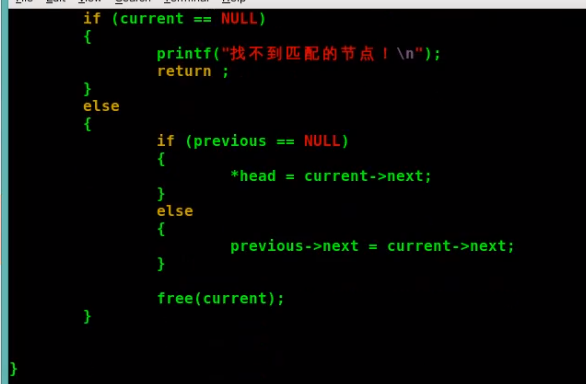 File Edit View Search Terminal Help
if (current == NULL)
{
printf("找不到匹配的节点！\n");
return ;
}
else
{
if (previous == NULL)
{
*head = current->next;
}
else
{
previous->next = current->next;
}
free(current);
}
}